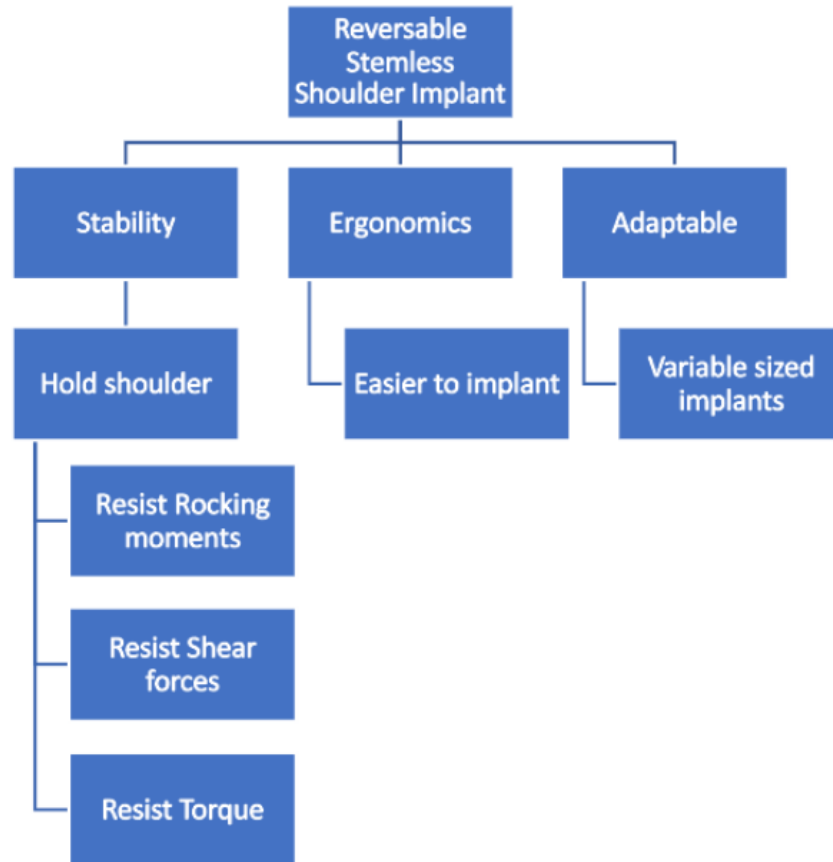 Reversable
Stemless
Shoulder Implant
Stability
Ergonomics
Adaptable
Hold shoulder
Easier to implant
Variable sized
implants
Resist Rocking
moments
Resist Shear
forces
Resist Torque